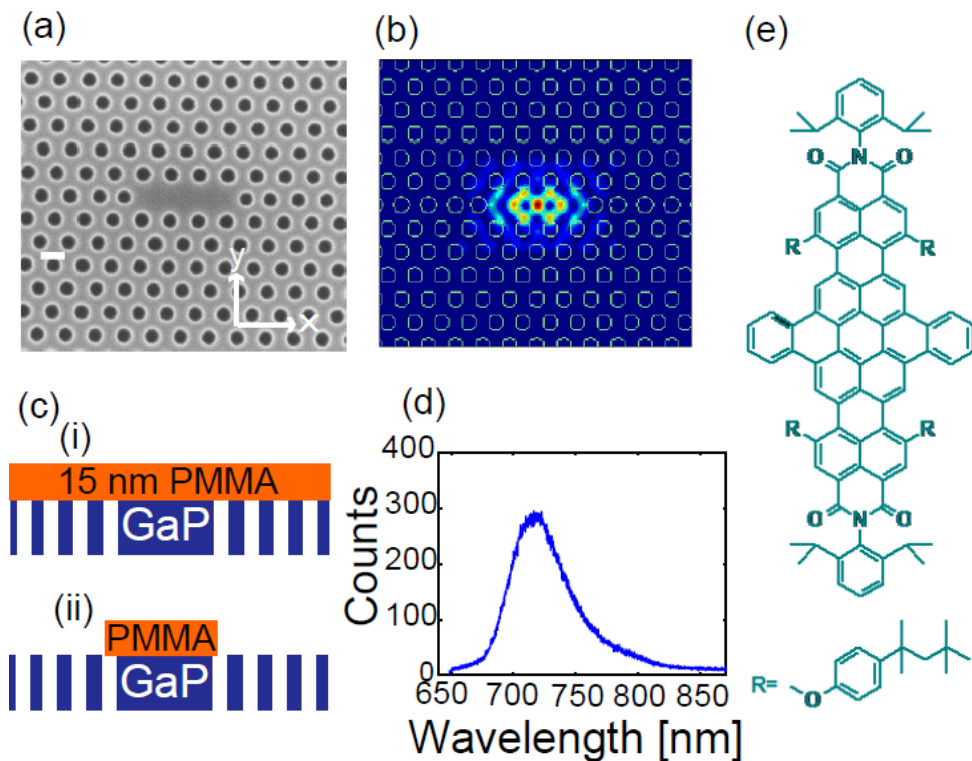 (a)
y
x
(b)
(c)
(i)
15 nm PMMA
GaP
(ii)
PMMA
GaP
(d)
400
300
200
100
0
650 700 750 800 850
Counts
Wavelength [nm]
(e)
O N O
R R
R R
O N O
R= O